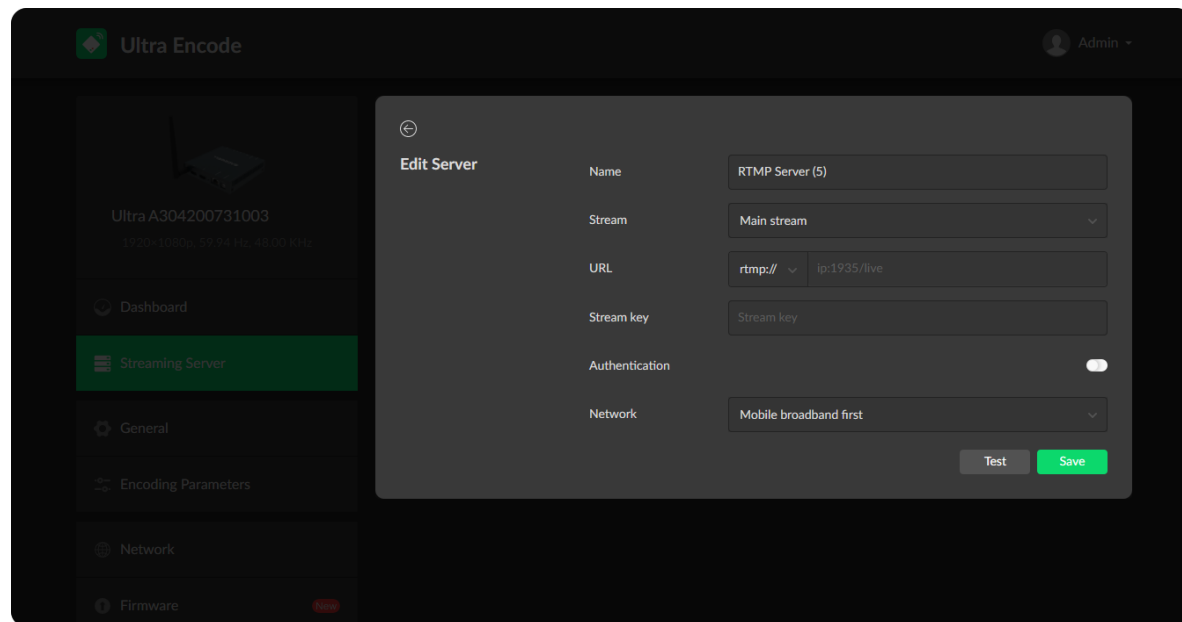 Ultra Encode
Admin
Ultra A304200731003
1920×1080p, 59.94 Hz, 48.00 KHz
Dashboard
Streaming Server
General
Encoding Parameters
Network
Firmware New
Edit Server
Name RTMP Server (5)
Stream Main stream
URL rtmp:// ip:1935/live
Stream key Stream key
Authentication
Network Mobile broadband first
Test Save